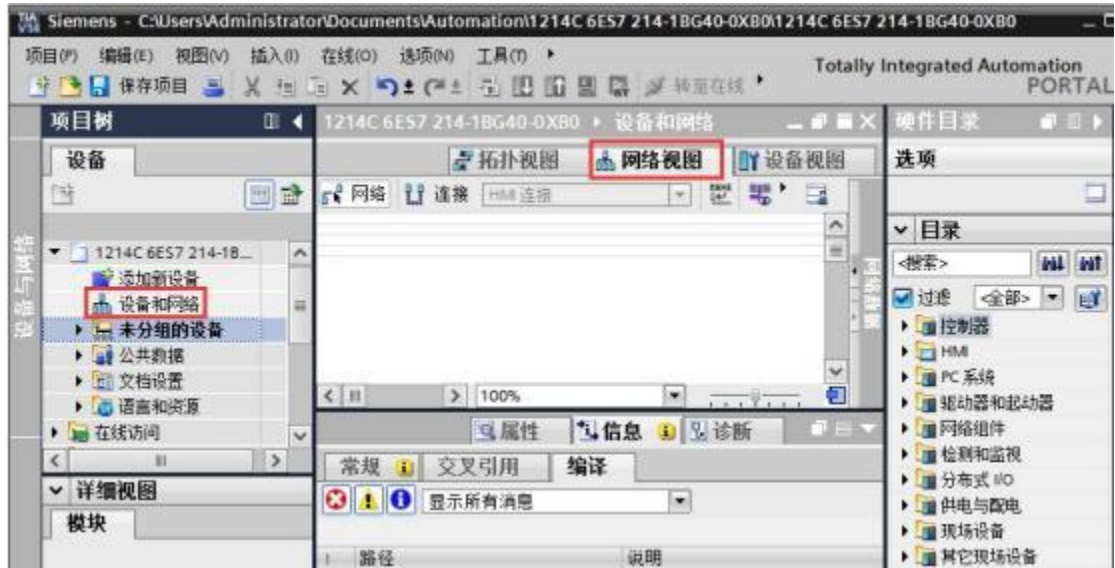 Siemens - C:\Users\Administrator\Documents\Automation\1214C 6ES7 214-1BG40-0XB0\1214C 6ES7 214-1BG40-0XB0
项目(P) 编辑(E) 视图(V) 插入(I) 在线(O) 选项(N) 工具(T)
Totally Integrated Automation
PORTAL
保存项目 转至在线
项目树
1214C 6ES7 214-1BG40-0XB0 设备和网络
硬件目录
设备
拓扑视图 网络视图 设备视图
选项
网络 连接 HMI 连接
目录
设备与网络
1214C 6ES7 214-1B...
添加新设备
设备和网络
未分组的设备
公共数据
文档设置
语言和资源
在线访问
网络数据
<搜索>
过滤 <全部>
控制器
HMI
PC 系统
驱动器和起动器
网络组件
检测和监视
分布式 I/O
供电与配电
现场设备
其它现场设备
100%
属性 信息 诊断
常规 交叉引用 编译
显示所有消息
! 路径 说明
详细视图
模块